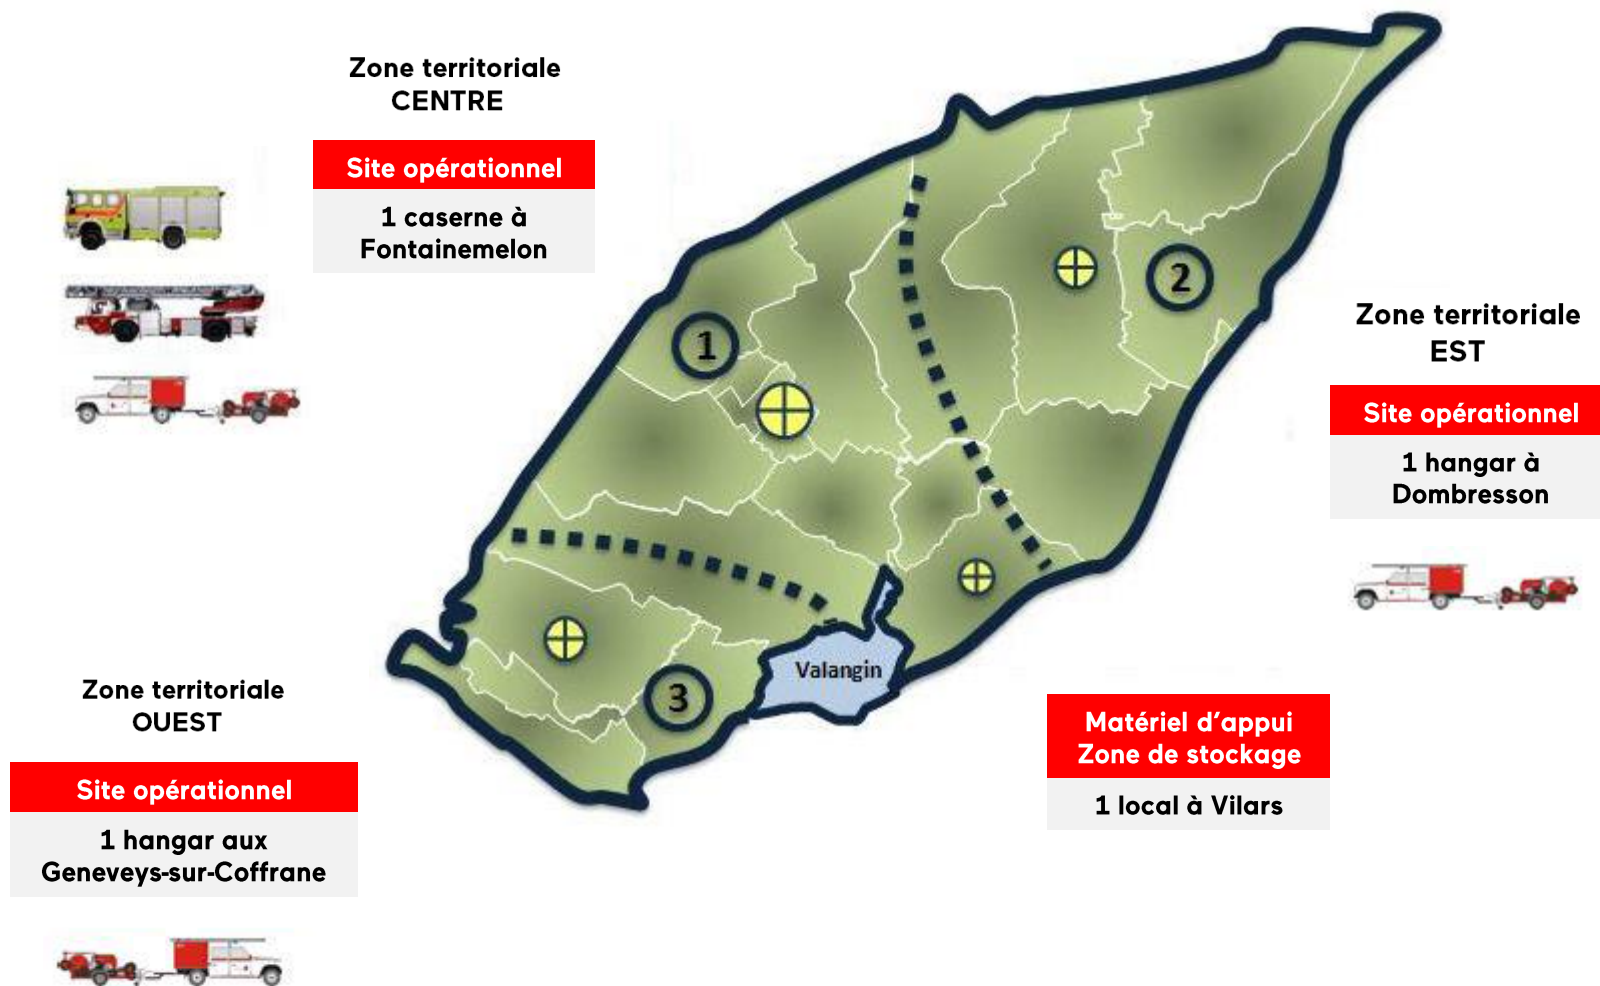 Zone territoriale
CENTRE
Site opérationnel
1 caserne à
Fontainemelon
1
2
3
Valangin
Zone territoriale
EST
Site opérationnel
1 hangar à
Dombresson
Zone territoriale
OUEST
Site opérationnel
1 hangar aux
Geneveys-sur-Coffrane
Matériel d'appui
Zone de stockage
1 local à Vilars